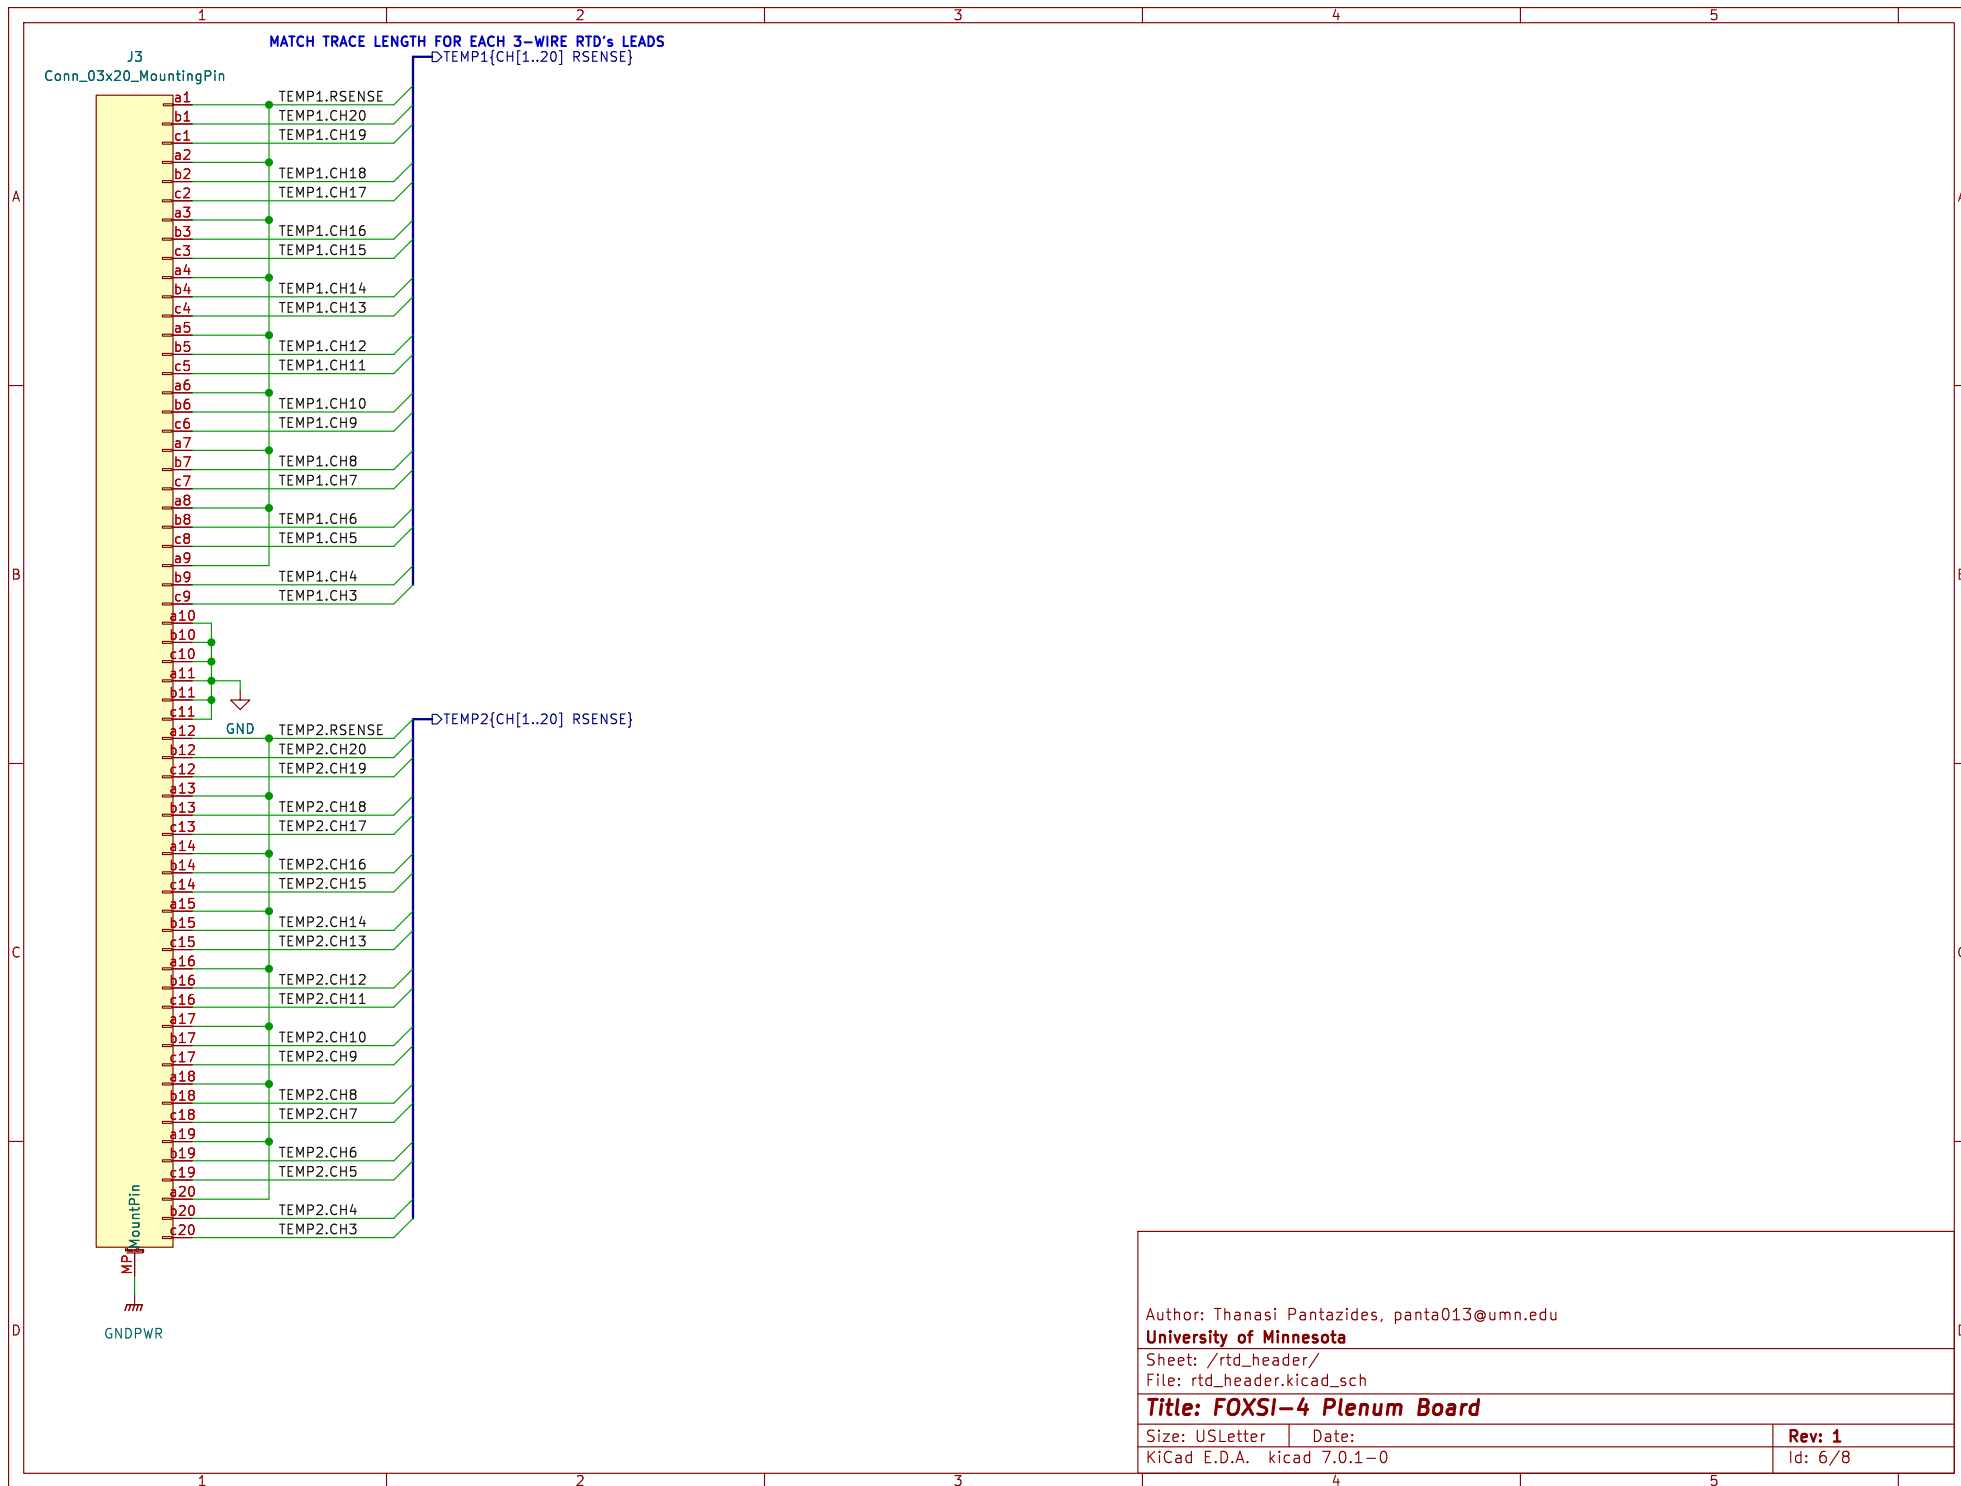 1 2 3 4 5
MATCH TRACE LENGTH FOR EACH 3-WIRE RTD's LEADS
J3
TEMP1{CH[1..20] RSENSE}
Conn_03x20_MountingPin
a1 TEMP1.RSENSE
b1 TEMP1.CH20
c1 TEMP1.CH19
a2
b2 TEMP1.CH18
c2 TEMP1.CH17
A
a3
b3 TEMP1.CH16
c3 TEMP1.CH15
a4
b4 TEMP1.CH14
c4 TEMP1.CH13
a5
b5 TEMP1.CH12
c5 TEMP1.CH11
a6
b6 TEMP1.CH10
c6 TEMP1.CH9
a7
b7 TEMP1.CH8
c7 TEMP1.CH7
a8
b8 TEMP1.CH6
c8 TEMP1.CH5
a9
B
b9 TEMP1.CH4
c9 TEMP1.CH3
a10
b10
c10
a11
b11
c11
TEMP2{CH[1..20] RSENSE}
GND
a12 TEMP2.RSENSE
b12 TEMP2.CH20
c12 TEMP2.CH19
a13
b13 TEMP2.CH18
c13 TEMP2.CH17
a14
b14 TEMP2.CH16
c14 TEMP2.CH15
a15
b15 TEMP2.CH14
c15 TEMP2.CH13
C
a16
b16 TEMP2.CH12
c16 TEMP2.CH11
a17
b17 TEMP2.CH10
c17 TEMP2.CH9
a18
b18 TEMP2.CH8
c18 TEMP2.CH7
a19
b19 TEMP2.CH6
c19 TEMP2.CH5
a20
b20 TEMP2.CH4
c20 TEMP2.CH3
MountPin
MP
GNDPWR
D
Author: Thanasi Pantazides, panta013@umn.edu
University of Minnesota
Sheet: /rtd_header/
File: rtd_header.kicad_sch
Title: FOXSI-4 Plenum Board
Size: USLetter Date: Rev: 1
KiCad E.D.A. kicad 7.0.1-0 Id: 6/8
1 2 3 4 5